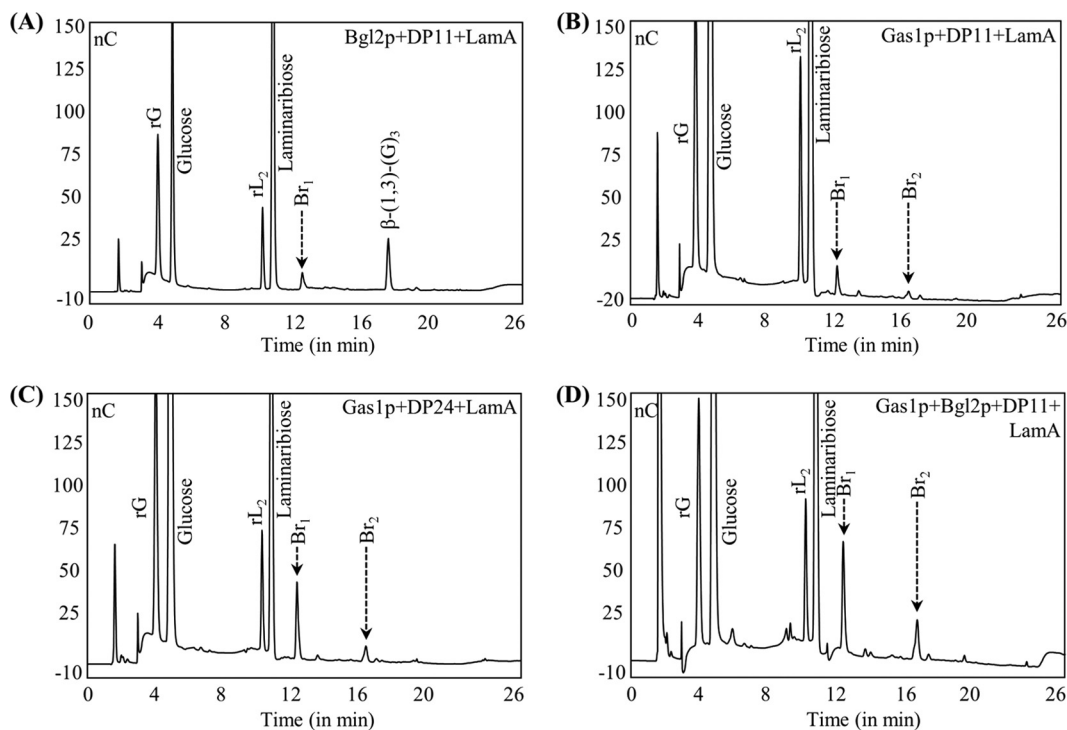 (A)
150
nC
Bgl2p+DP11+LamA
125
100
75
50
25
-10
rG
Glucose
rL₂
Laminaribiose
Br₁
β-(1,3)-(G)₃
0 4 8 12 16 20 26
Time (in min)
(B)
150
nC
Gas1p+DP11+LamA
125
100
75
50
25
-20
rG
Glucose
rL₂
Laminaribiose
Br₁
Br₂
0 4 8 12 16 20 26
Time (in min)
(C)
150
nC
Gas1p+DP24+LamA
125
100
75
50
25
-10
rG
Glucose
rL₂
Laminaribiose
Br₁
Br₂
0 4 8 12 16 20 26
Time (in min)
(D)
150
nC
Gas1p+Bgl2p+DP11+
LamA
125
100
75
50
25
-10
rG
Glucose
rL₂
Laminaribiose
Br₁
Br₂
0 4 8 12 16 20 26
Time (in min)